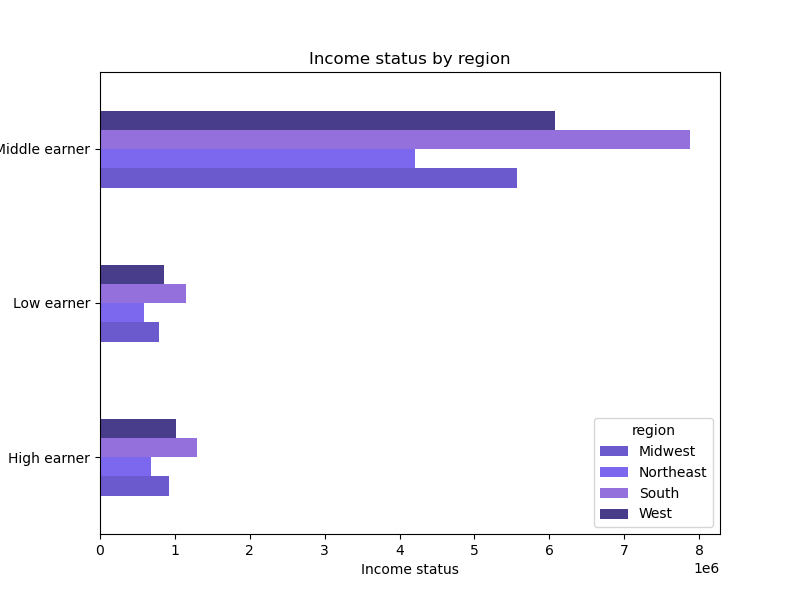 Income status by region
Middle earner
Low earner
High earner
region
Midwest
Northeast
South
West
0 1 2 3 4 5 6 7 8
1e6
Income status